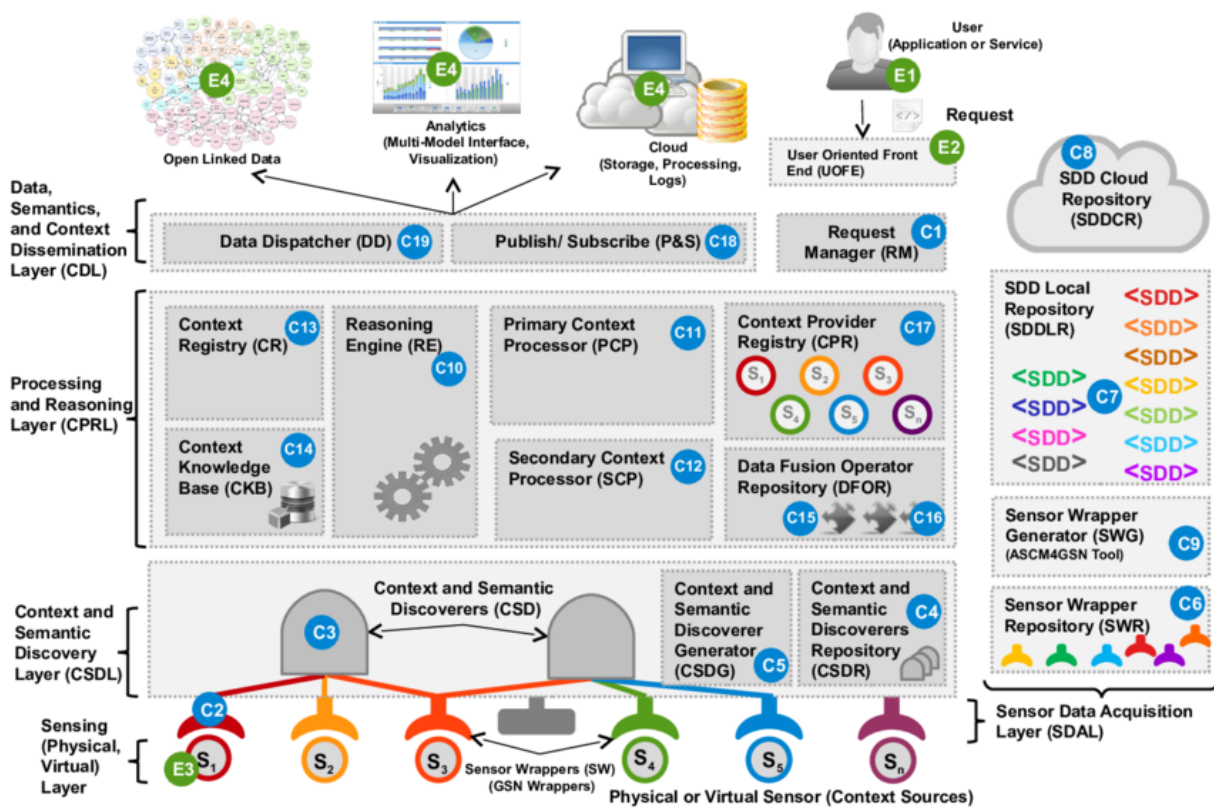 E4
Open Linked Data
E4
Analytics
(Multi-Model Interface,
Visualization)
E4
Cloud
(Storage, Processing,
Logs)
User
(Application or Service)
E1
</>
Request
E2
User Oriented Front
End (UOFE)
C8
SDD Cloud
Repository
(SDDCR)
Data,
Semantics,
and Context
Dissemination
Layer (CDL)
Data Dispatcher (DD)
C19
Publish/ Subscribe (P&S)
C18
Request
Manager (RM)
C1
Processing
and Reasoning
Layer (CPRL)
Context
Registry (CR)
C13
Reasoning
Engine (RE)
C10
Primary Context
Processor (PCP)
C11
Context Provider
Registry (CPR)
C17
S1
S2
S3
S4
S5
Sn
Context
Knowledge
Base (CKB)
C14
Secondary Context
Processor (SCP)
C12
Data Fusion Operator
Repository (DFOR)
C15
C16
SDD Local
Repository
(SDDLR)
<SDD>
<SDD>
<SDD>
<SDD>
<SDD>
<SDD>
<SDD>
<SDD>
<SDD>
<SDD>
<SDD>
C7
Sensor Wrapper
Generator (SWG)
(ASCM4GSN Tool)
C9
Sensor Wrapper
Repository (SWR)
C6
Context and
Semantic
Discovery
Layer (CSDL)
C3
Context and Semantic
Discoverers (CSD)
Context and
Semantic
Discoverer
Generator
(CSDG)
C5
Context and
Semantic
Discoverers
Repository
(CSDR)
C4
Sensor Data Acquisition
Layer (SDAL)
Sensing
(Physical,
Virtual)
Layer
C2
E3
S1
S2
S3
Sensor Wrappers (SW)
(GSN Wrappers)
S4
S5
Sn
Physical or Virtual Sensor (Context Sources)